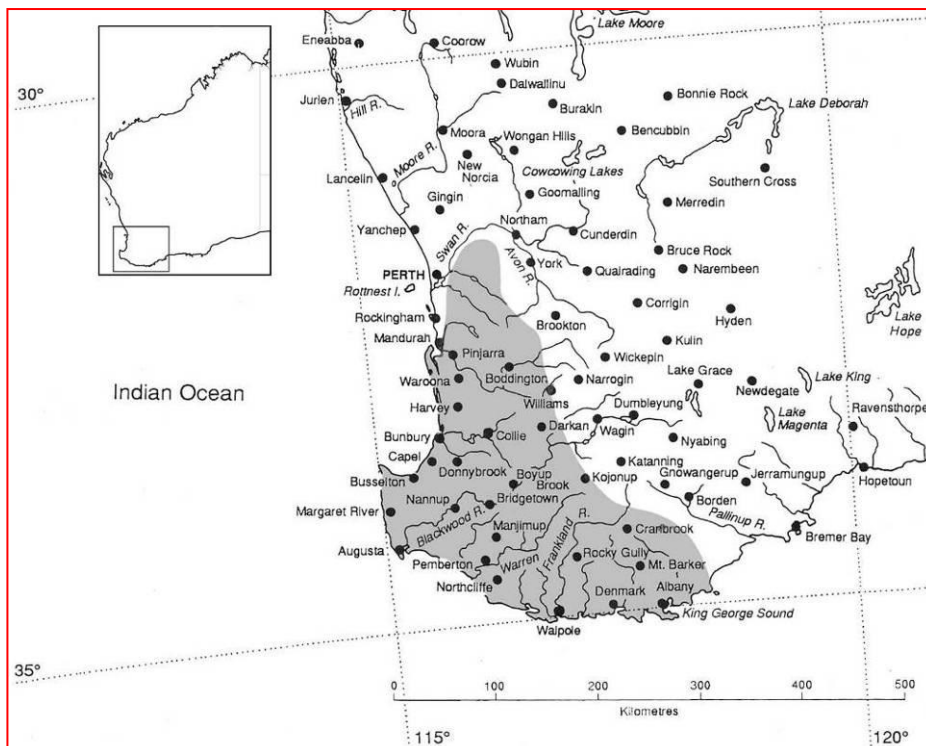 Lake Moore
Eneabba
Coorow
Wubin
Dalwallinu
30°
Jurien
Hill R.
Burakin
Bonnie Rock
Lake Deborah
Moora
Wongan Hills
Bencubbin
Moore R.
New
Norcia
Cowcowing Lakes
Southern Cross
Lancelin
Gingin
Goomalling
Merredin
Yanchep
Swan R.
Northam
Cunderdin
Bruce Rock
Avon R.
York
Quairading
Narembeen
PERTH
Rottnest I.
Corrigin
Hyden
Lake
Hope
Rockingham
Brookton
Mandurah
Kulin
Pinjarra
Wickepin
Indian Ocean
Waroona
Boddington
Narrogin
Lake Grace
Newdegate
Lake King
Harvey
Williams
Dumbleyung
Lake
Magenta
Ravensthorpe
Bunbury
Collie
Darkan
Wagin
Nyabing
Capel
Donnybrook
Boyup
Brook
Katanning
Gnowangerup
Jerramungup
Hopetoun
Busselton
Kojonup
Nannup
Bridgetown
Borden
Margaret River
Blackwood R.
Manjimup
Frankland R.
Cranbrook
Pallinup R.
Bremer Bay
Augusta
Pemberton
Warren
Rocky Gully
Mt. Barker
Northcliffe
Denmark
Albany
King George Sound
Walpole
35°
0
100
200
300
400
500
Kilometres
115°
120°